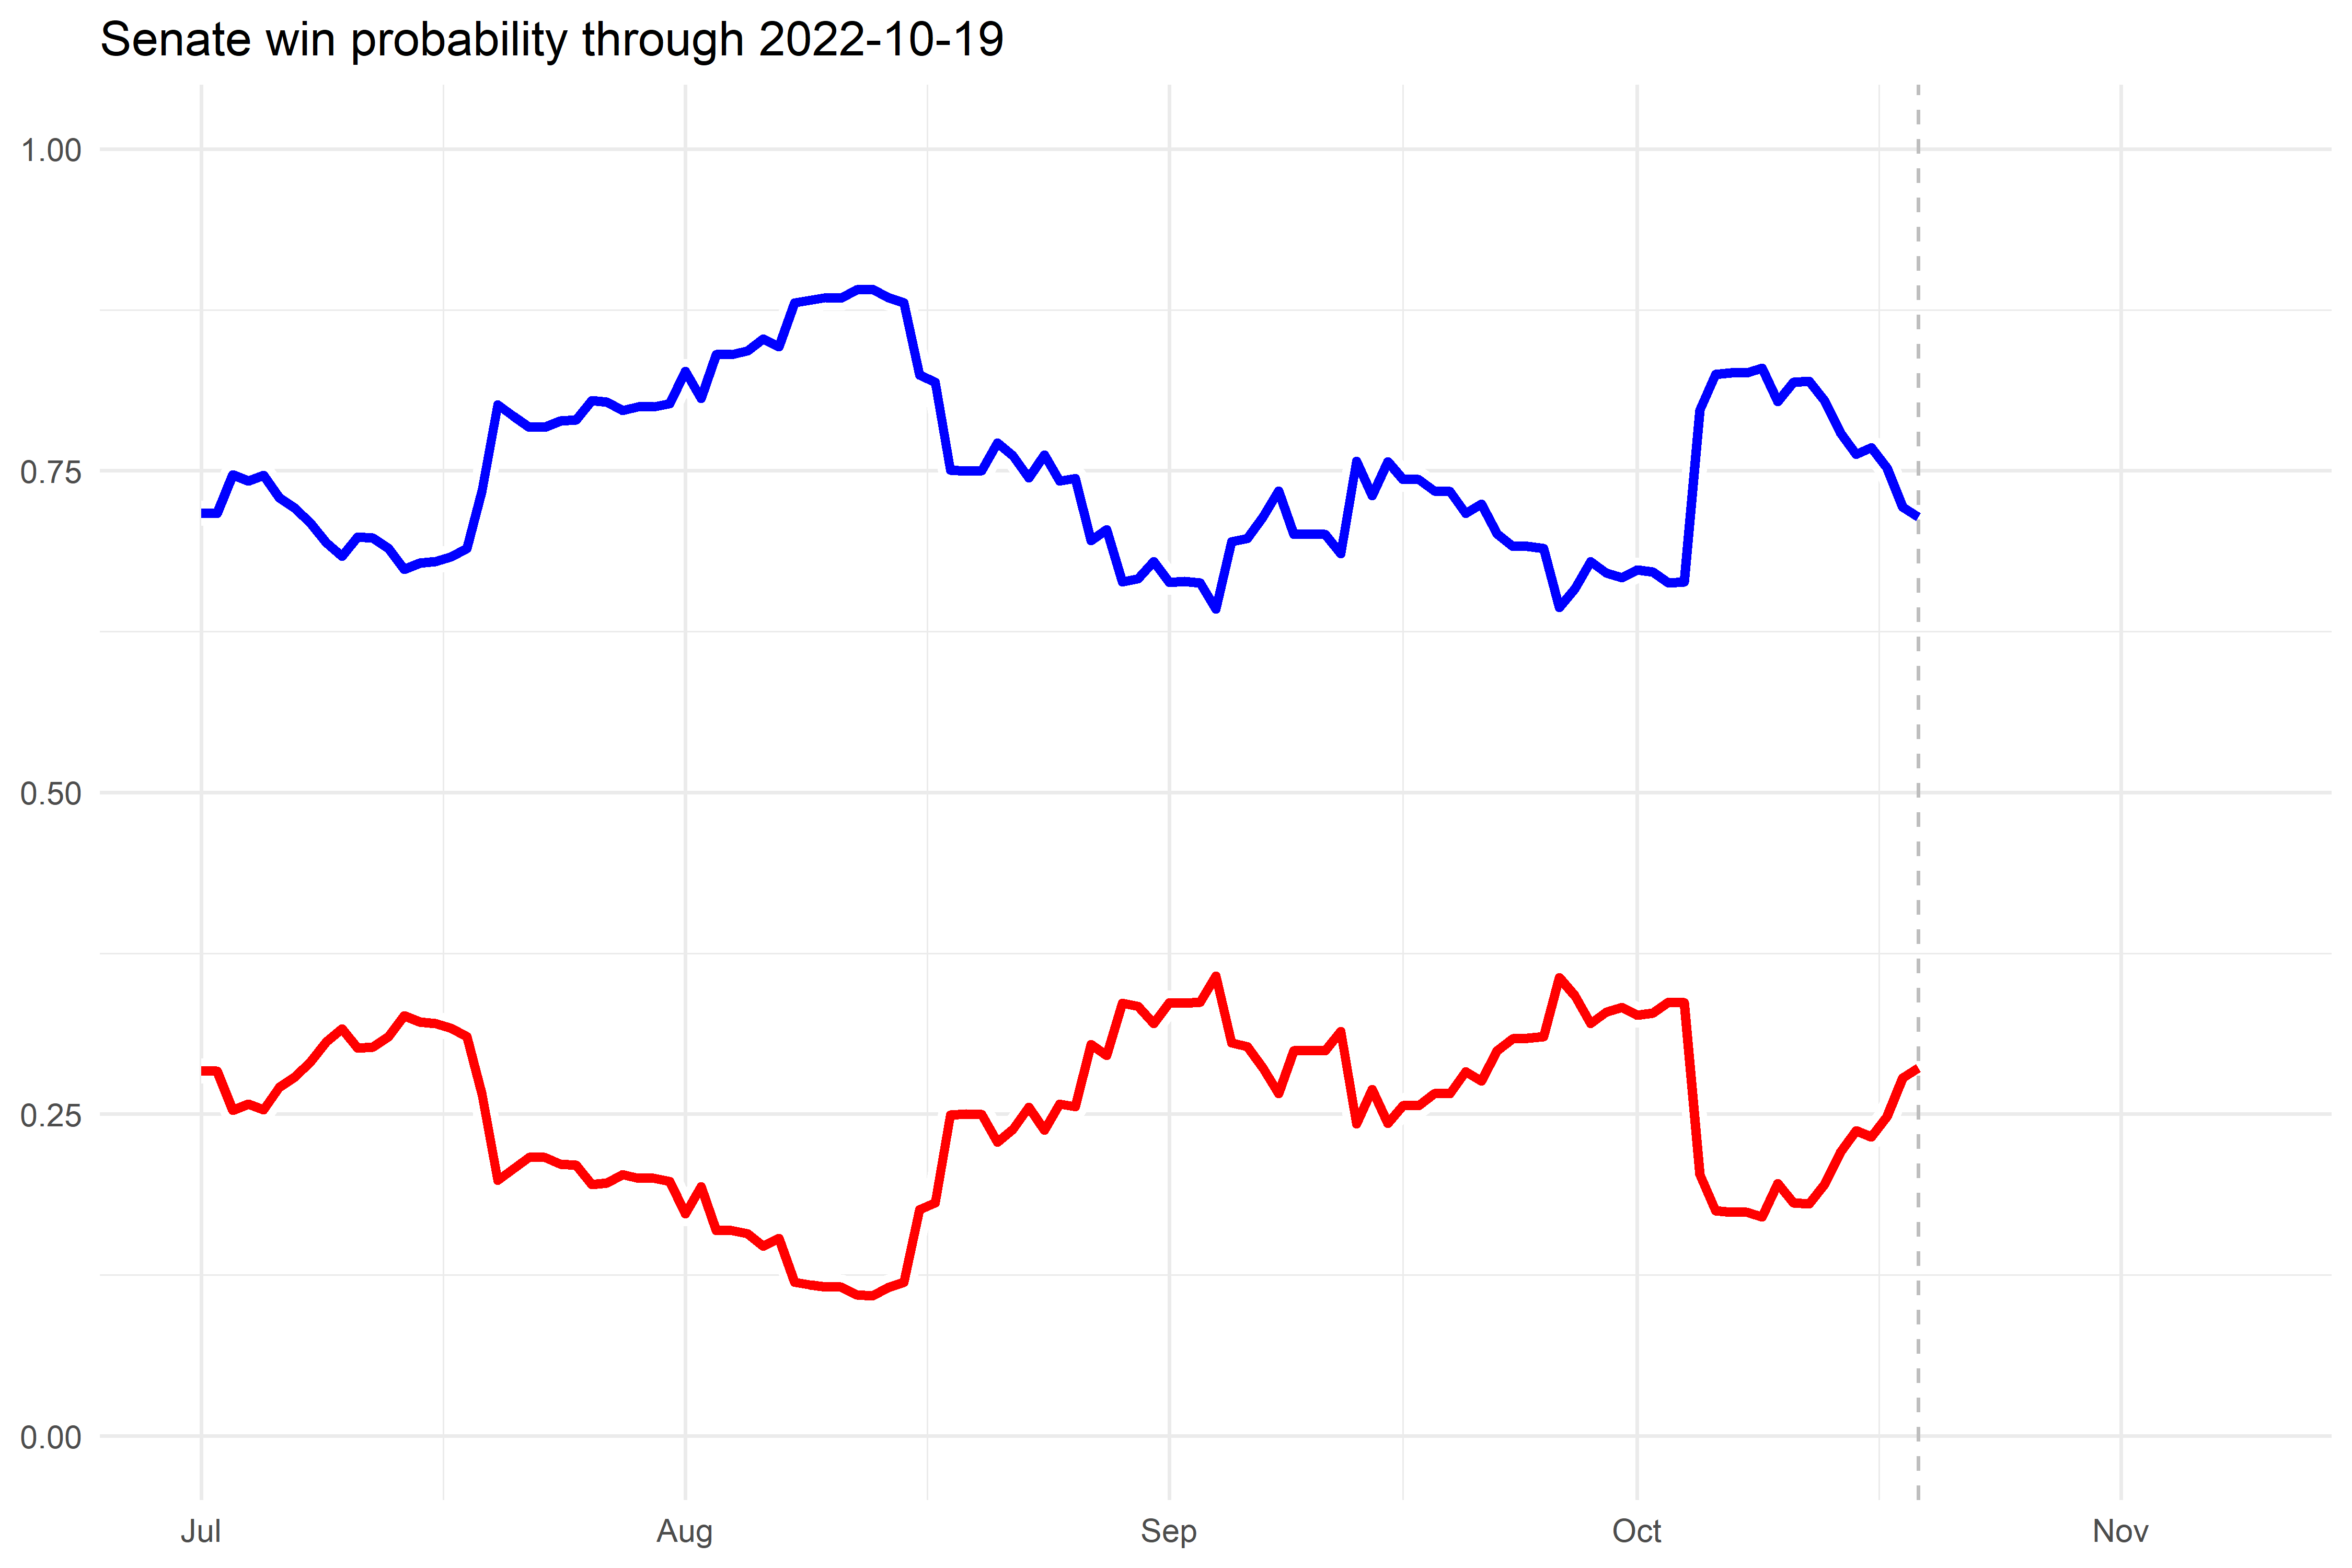 Senate win probability through 2022-10-19
1.00
0.75
0.50
0.25
0.00
Jul Aug Sep Oct Nov